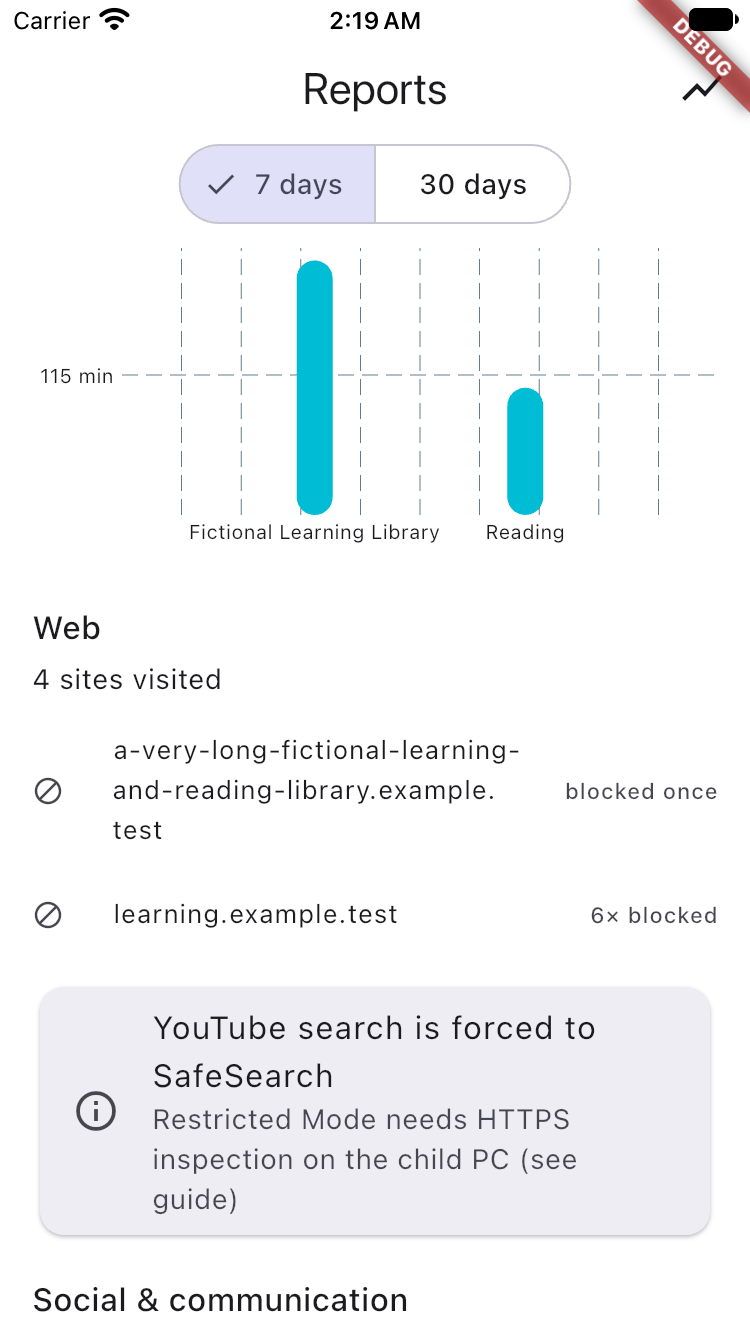 Carrier 2:19 AM
DEBUG
Reports
7 days 30 days
115 min
Fictional Learning Library Reading
Web
4 sites visited
a-very-long-fictional-learning-
and-reading-library.example.
test
blocked once
learning.example.test 6× blocked
YouTube search is forced to
SafeSearch
Restricted Mode needs HTTPS
inspection on the child PC (see
guide)
Social & communication